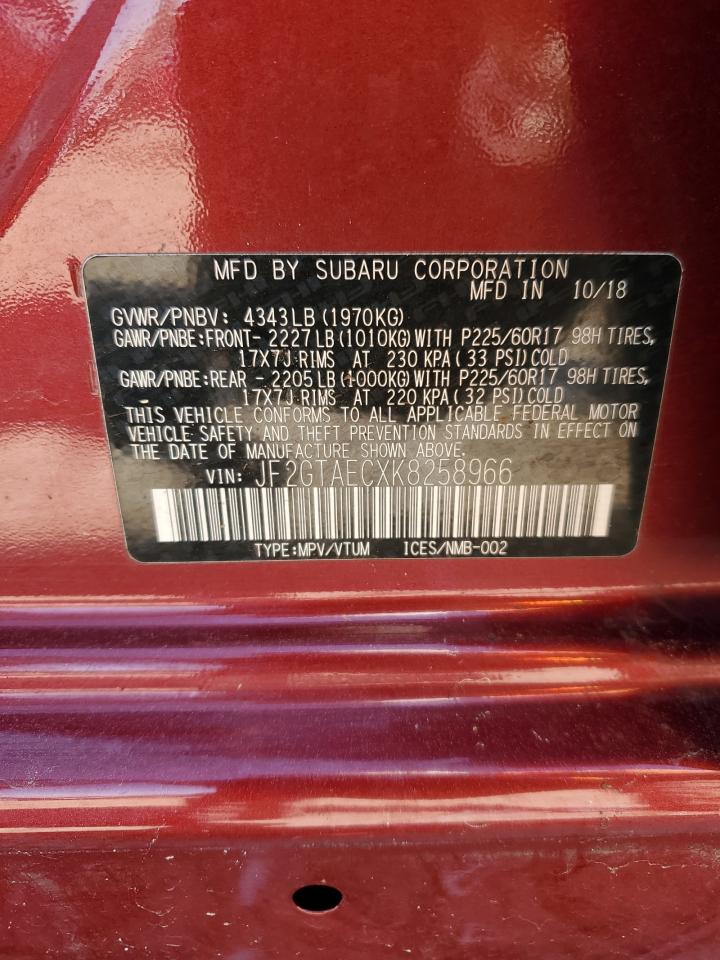 MFD BY SUBARU CORPORATION
MFD IN 10/18
GVWR/PNBV: 4343LB(1970KG)
GAWR/PNBE:FRONT- 2227LB(1010KG)WITH P225/60R17 98H TIRES,
17X7J RIMS AT 230 KPA(33 PSI)COLD
GAWR/PNBE:REAR - 2205LB(1000KG)WITH P225/60R17 98H TIRES,
17X7J RIMS AT 220 KPA(32 PSI)COLD
THIS VEHICLE CONFORMS TO ALL APPLICABLE FEDERAL MOTOR
VEHICLE SAFETY AND THEFT PREVENTION STANDARDS IN EFFECT ON
THE DATE OF MANUFACTURE SHOWN ABOVE.
VIN: JF2GTAECXK8258966
TYPE:MPV/VTUM ICES/NMB-002